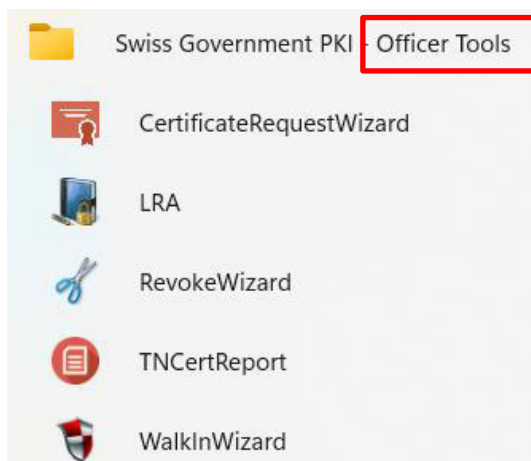 Swiss Government PKI - Officer Tools
CertificateRequestWizard
LRA
RevokeWizard
TNCertReport
WalkInWizard